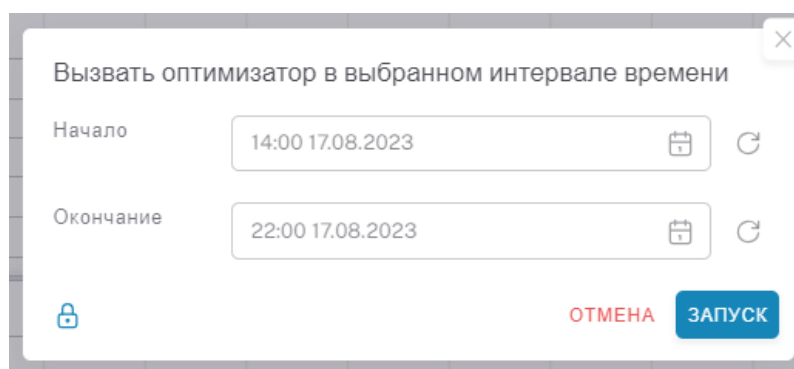 Вызвать оптимизатор в выбранном интервале времени
Начало
14:00 17.08.2023
Окончание
22:00 17.08.2023
ОТМЕНА ЗАПУСК